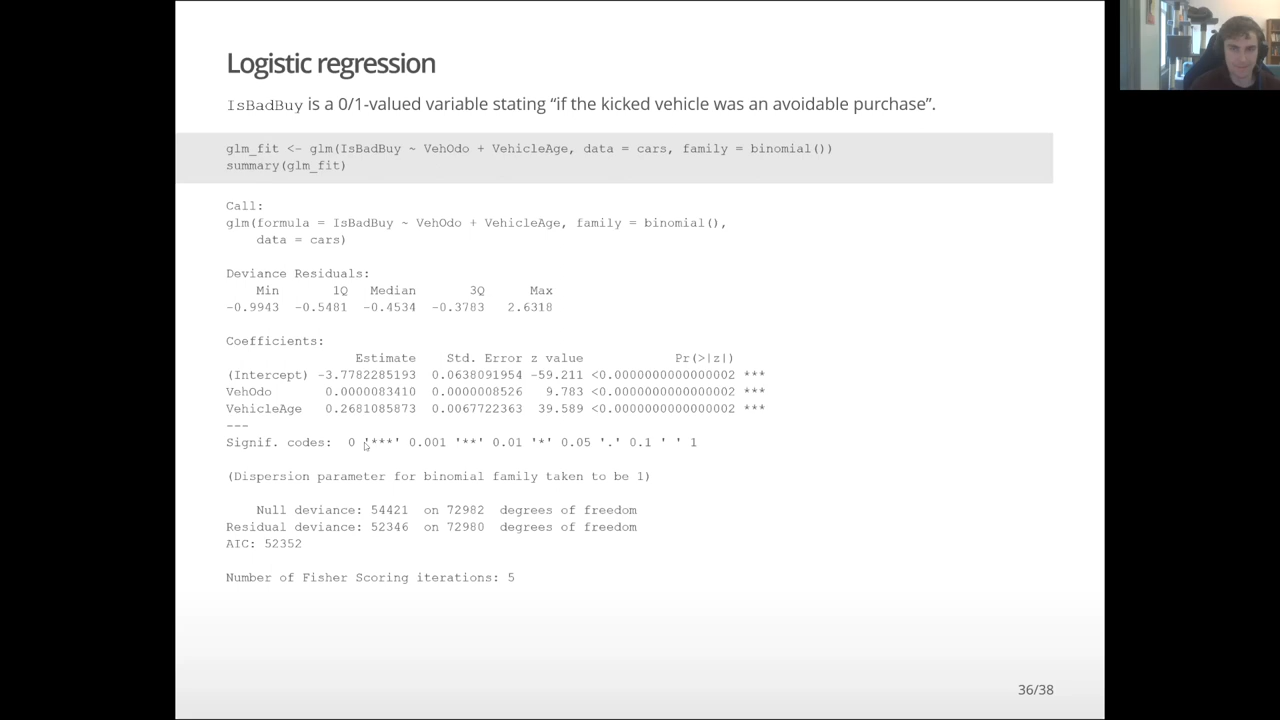 Logistic regression
IsBadBuy is a 0/1-valued variable stating “if the kicked vehicle was an avoidable purchase”.
glm_fit <- glm(IsBadBuy ~ VehOdo + VehicleAge, data = cars, family = binomial())
summary(glm_fit)
Call:
glm(formula = IsBadBuy ~ VehOdo + VehicleAge, family = binomial(),
    data = cars)
Deviance Residuals:
    Min       1Q   Median       3Q      Max
-0.9943  -0.5481  -0.4534  -0.3783   2.6318
Coefficients:
                 Estimate    Std. Error z value           Pr(>|z|)
(Intercept) -3.7782285193  0.0638091954 -59.211 <0.0000000000000002 ***
VehOdo       0.0000083410  0.0000008526   9.783 <0.0000000000000002 ***
VehicleAge   0.2681085873  0.0067722363  39.589 <0.0000000000000002 ***
---
Signif. codes:  0 '***' 0.001 '**' 0.01 '*' 0.05 '.' 0.1 ' ' 1
(Dispersion parameter for binomial family taken to be 1)
    Null deviance: 54421  on 72982  degrees of freedom
Residual deviance: 52346  on 72980  degrees of freedom
AIC: 52352
Number of Fisher Scoring iterations: 5
36/38